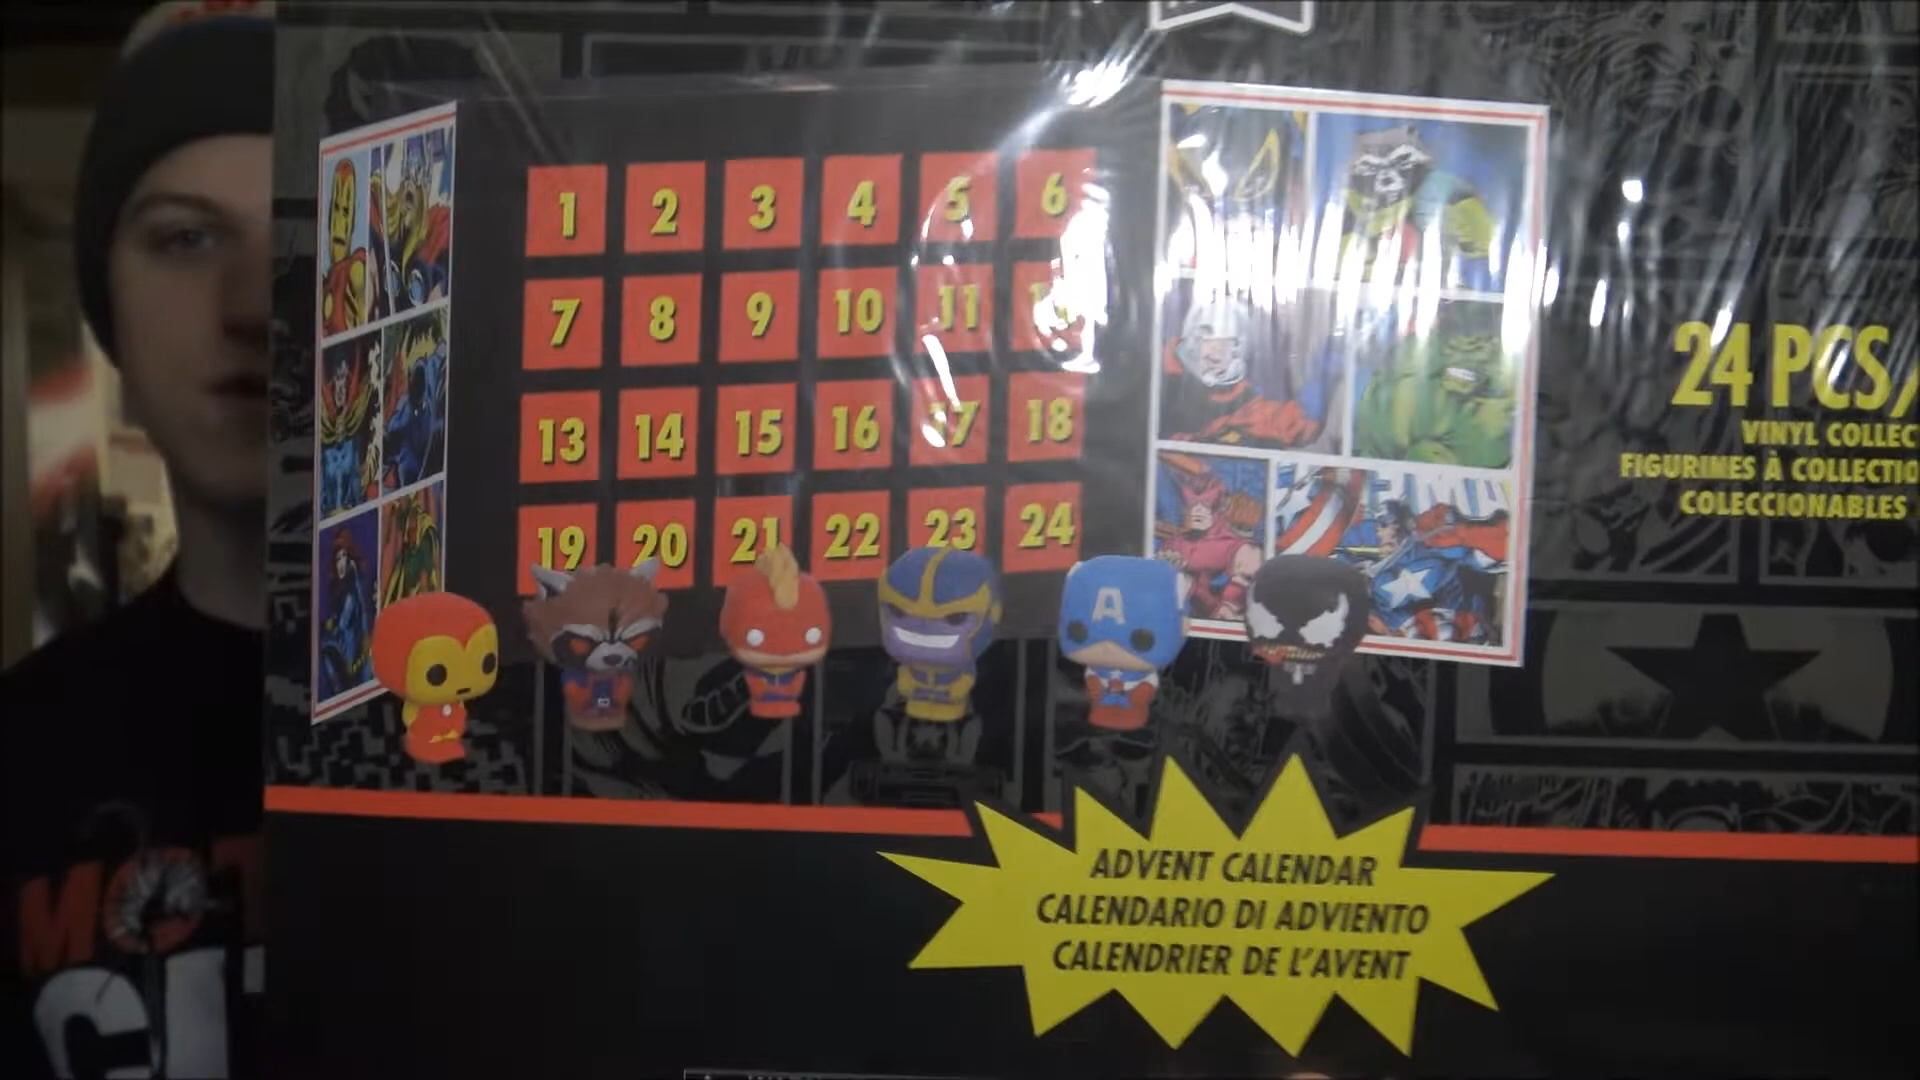 1 2 3 4 5 6
7 8 9 10 11 12
13 14 15 16 17 18
19 20 21 22 23 24
24 PCS/
VINYL COLLEC
FIGURINES À COLLECTIO
COLECCIONABLES
A
ADVENT CALENDAR
CALENDARIO DI ADVIENTO
CALENDRIER DE L'AVENT